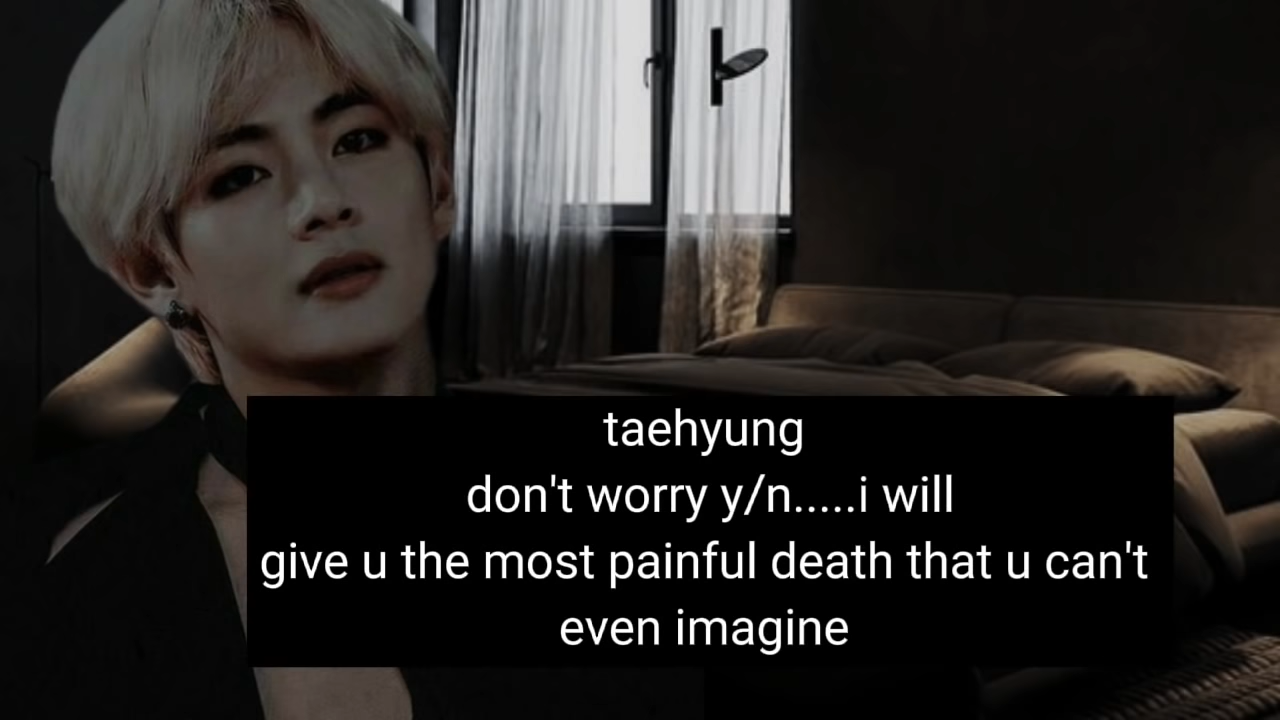 taehyung
don't worry y/n.....i will
give u the most painful death that u can't
even imagine